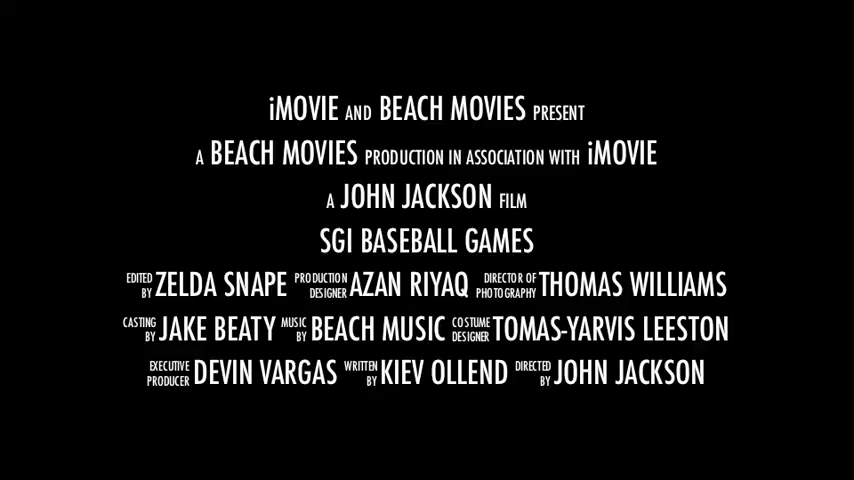 iMOVIE AND BEACH MOVIES PRESENT
A BEACH MOVIES PRODUCTION IN ASSOCIATION WITH iMOVIE
A JOHN JACKSON FILM
SGI BASEBALL GAMES
EDITED BY ZELDA SNAPE PRODUCTION DESIGNER AZAN RIYAQ DIRECTOR OF PHOTOGRAPHY THOMAS WILLIAMS
CASTING BY JAKE BEATY MUSIC BY BEACH MUSIC COSTUME DESIGNER TOMAS-YARVIS LEESTON
EXECUTIVE PRODUCER DEVIN VARGAS WRITTEN BY KIEV OLLEND DIRECTED BY JOHN JACKSON